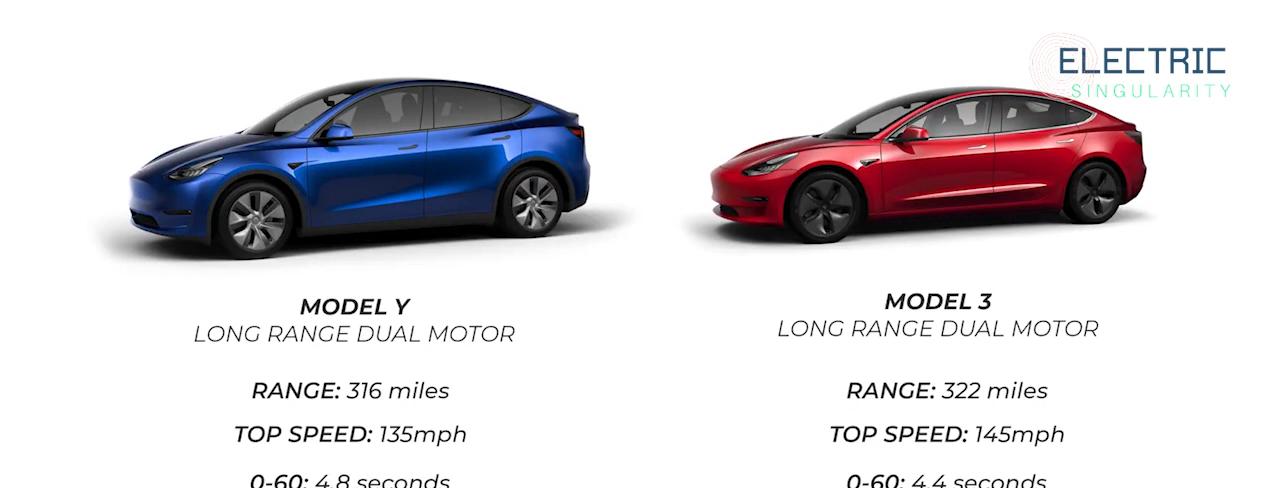 ELECTRIC
SINGULARITY
MODEL Y
LONG RANGE DUAL MOTOR
RANGE: 316 miles
TOP SPEED: 135mph
0-60: 4.8 seconds
MODEL 3
LONG RANGE DUAL MOTOR
RANGE: 322 miles
TOP SPEED: 145mph
0-60: 4.4 seconds